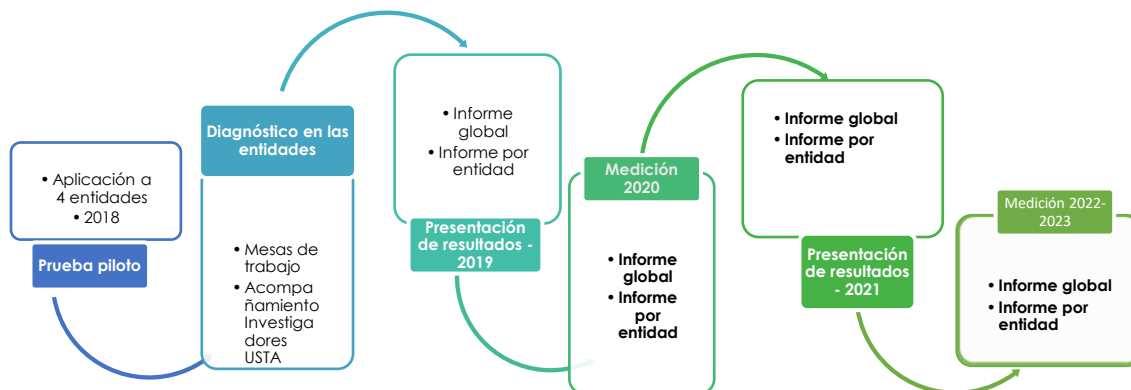 • Aplicación a
4 entidades
• 2018
Prueba piloto
Diagnóstico en las
entidades
• Mesas de
trabajo
• Acompa
ñamiento
Investiga
dores
USTA
• Informe
global
• Informe por
entidad
Presentación
de resultados -
2019
Medición
2020
• Informe
global
• Informe
por
entidad
• Informe global
• Informe por
entidad
Presentación
de resultados
- 2021
Medición 2022-
2023
• Informe global
• Informe por
entidad